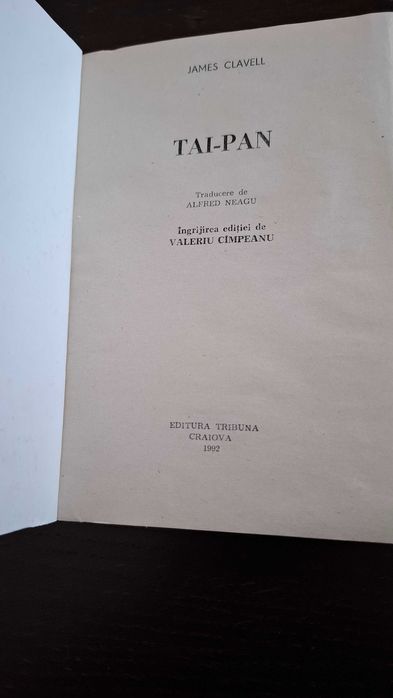 JAMES CLAVELL
TAI-PAN
Traducere de
ALFRED NEAGU
Îngrijirea ediției de
VALERIU CÎMPEANU
EDITURA TRIBUNA
CRAIOVA
1992